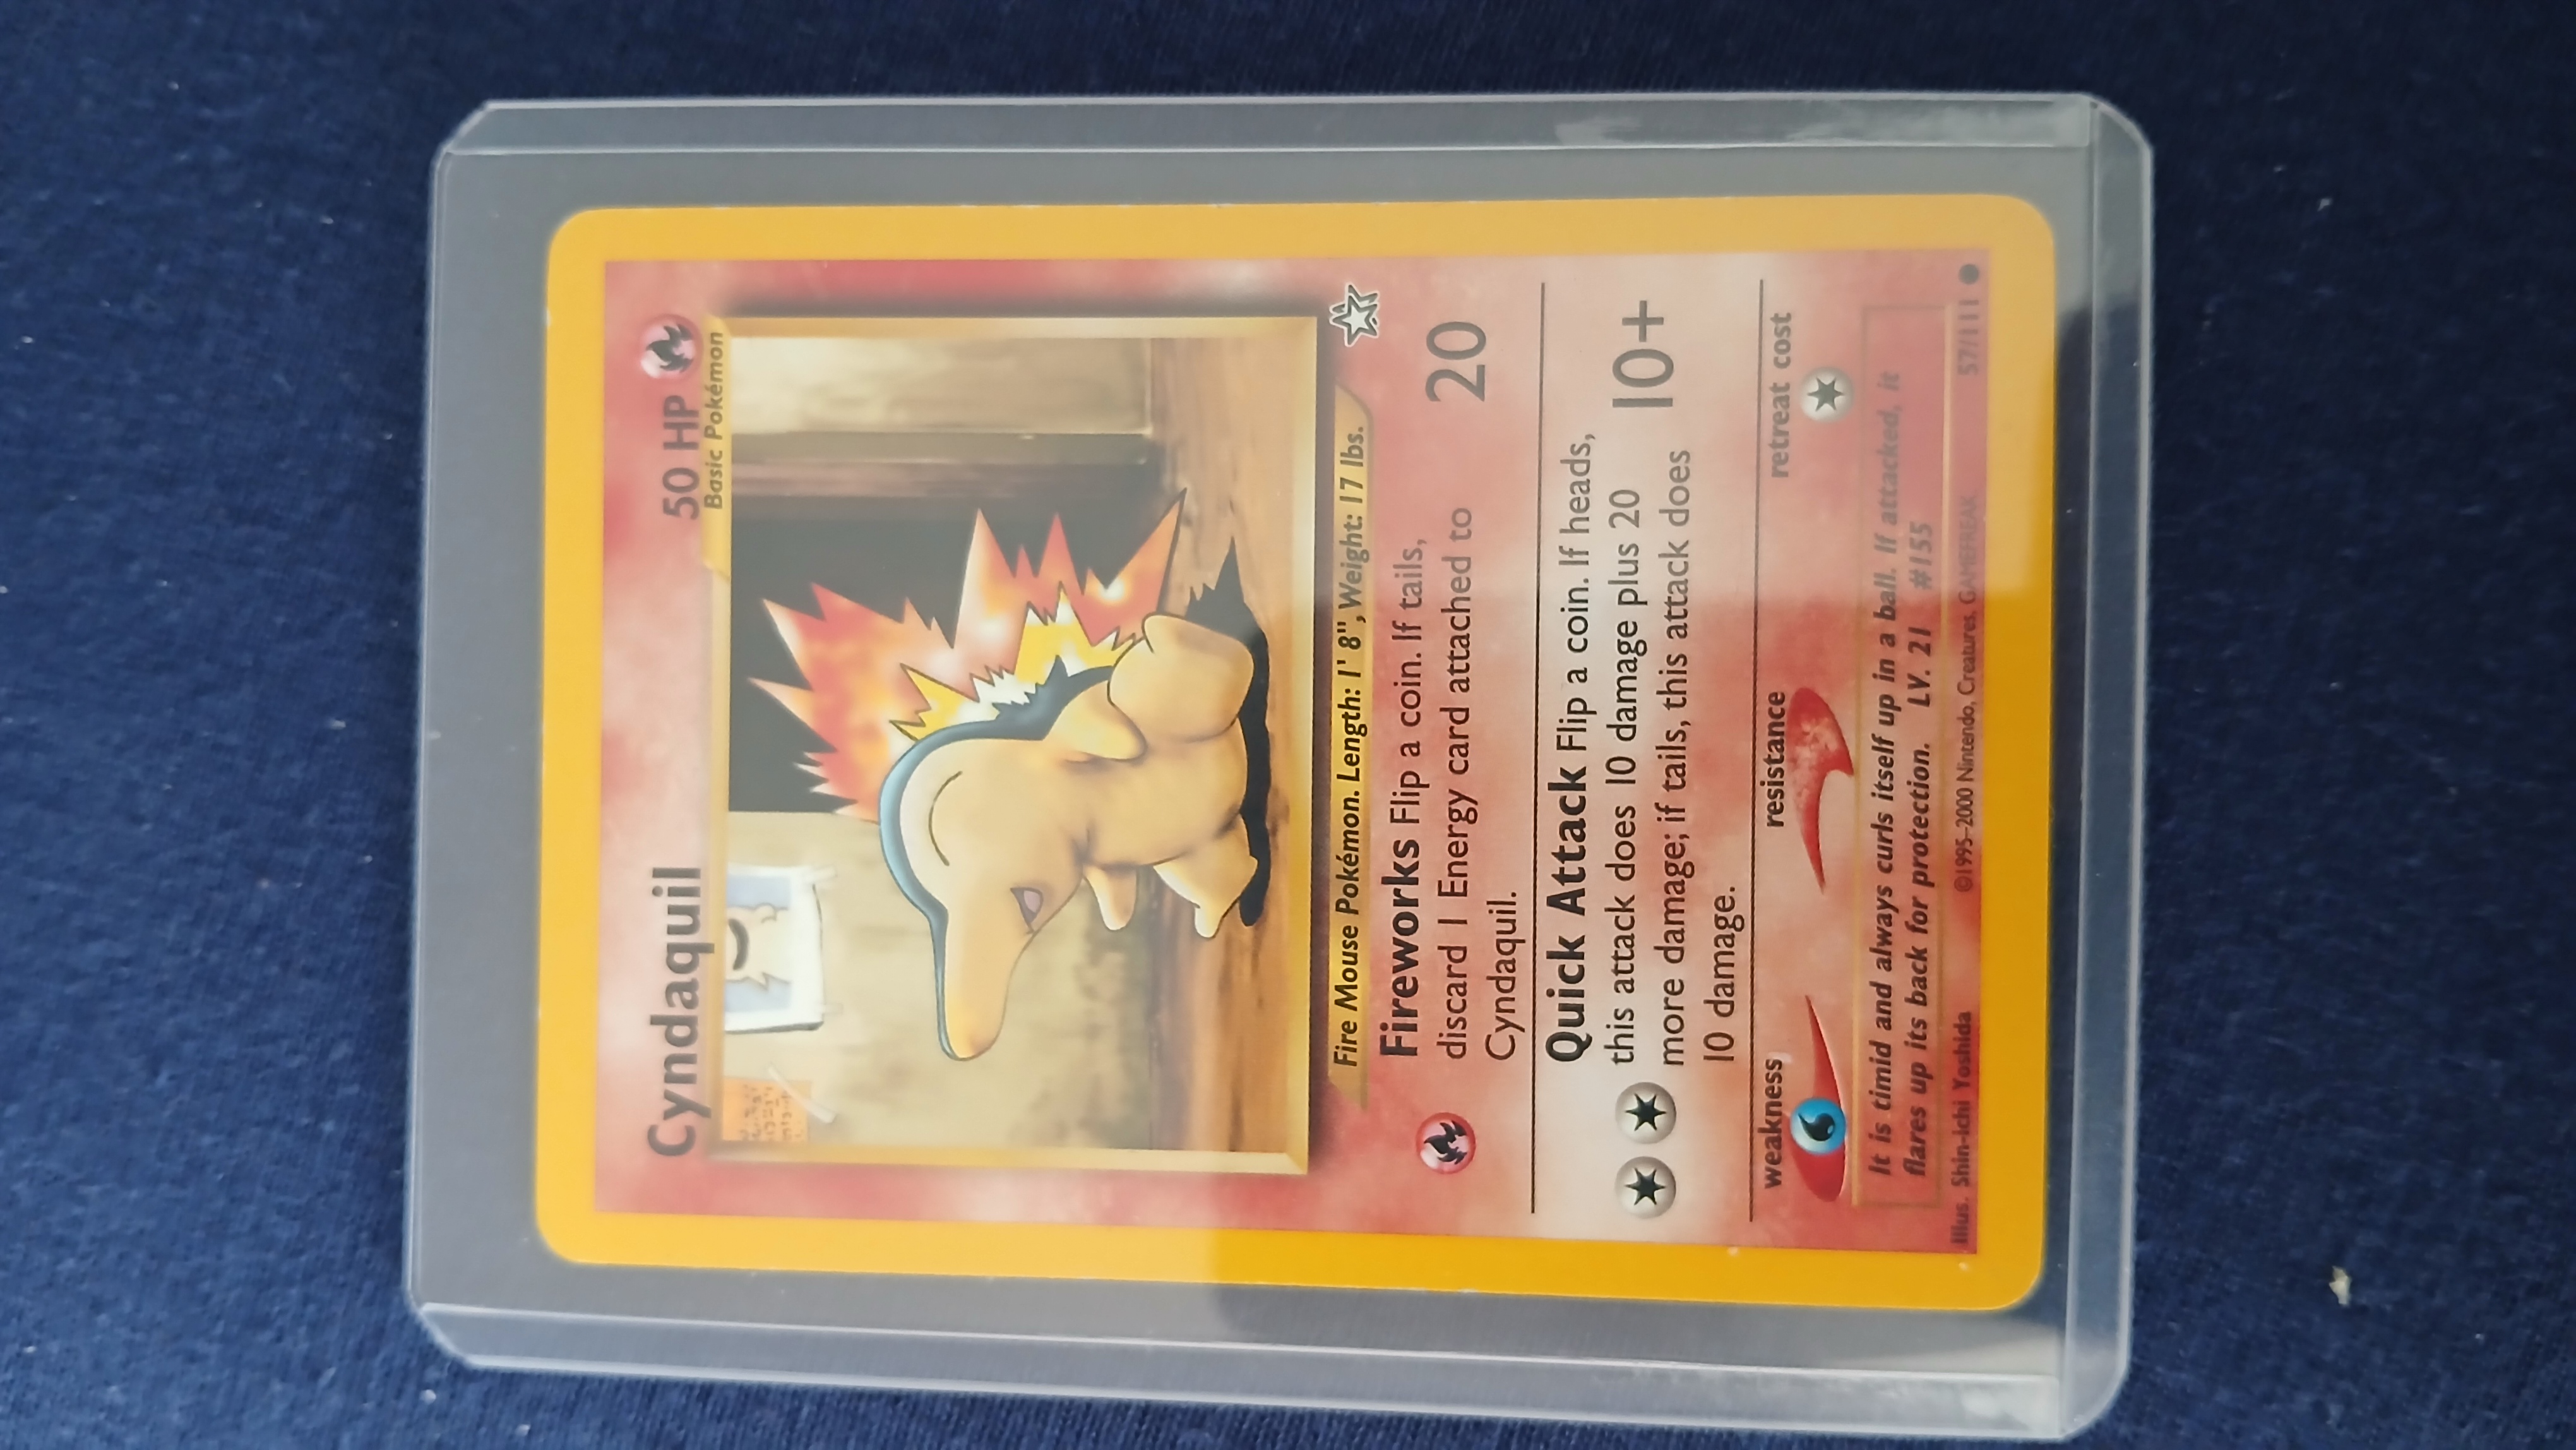 Cyndaquil 50 HP
Basic Pokémon
Fire Mouse Pokémon. Length: 1' 8", Weight: 17 lbs.
Fireworks Flip a coin. If tails,
discard 1 Energy card attached to 20
Cyndaquil.
Quick Attack Flip a coin. If heads,
this attack does 10 damage plus 20 10+
more damage; if tails, this attack does
10 damage.
weakness resistance retreat cost
It is timid and always curls itself up in a ball. If attacked, it
flares up its back for protection. LV. 21 #155
Illus. Shin-ichi Yoshida ©1995-2000 Nintendo, Creatures, GAMEFREAK 57/111